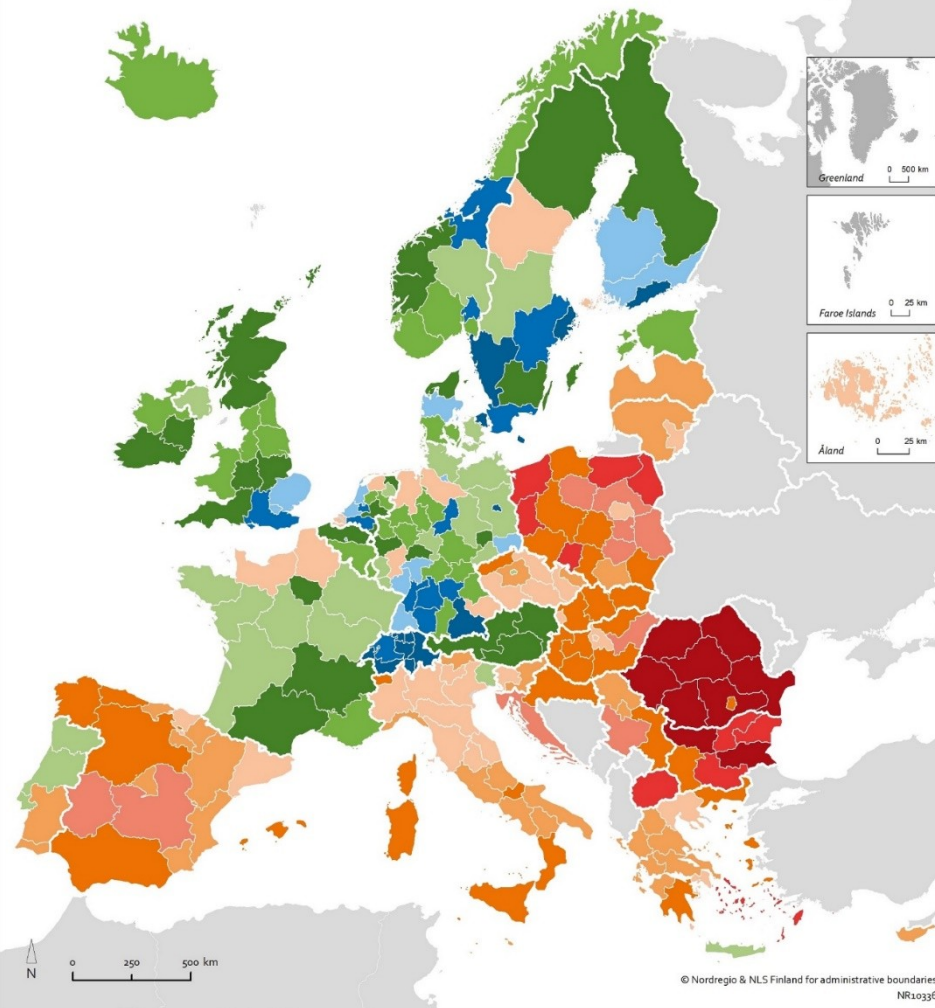 Greenland
0 500 km
Faroe Islands
0 25 km
Åland
0 25 km
N
0 250 500 km
© Nordregio & NLS Finland for administrative boundaries
NR10336